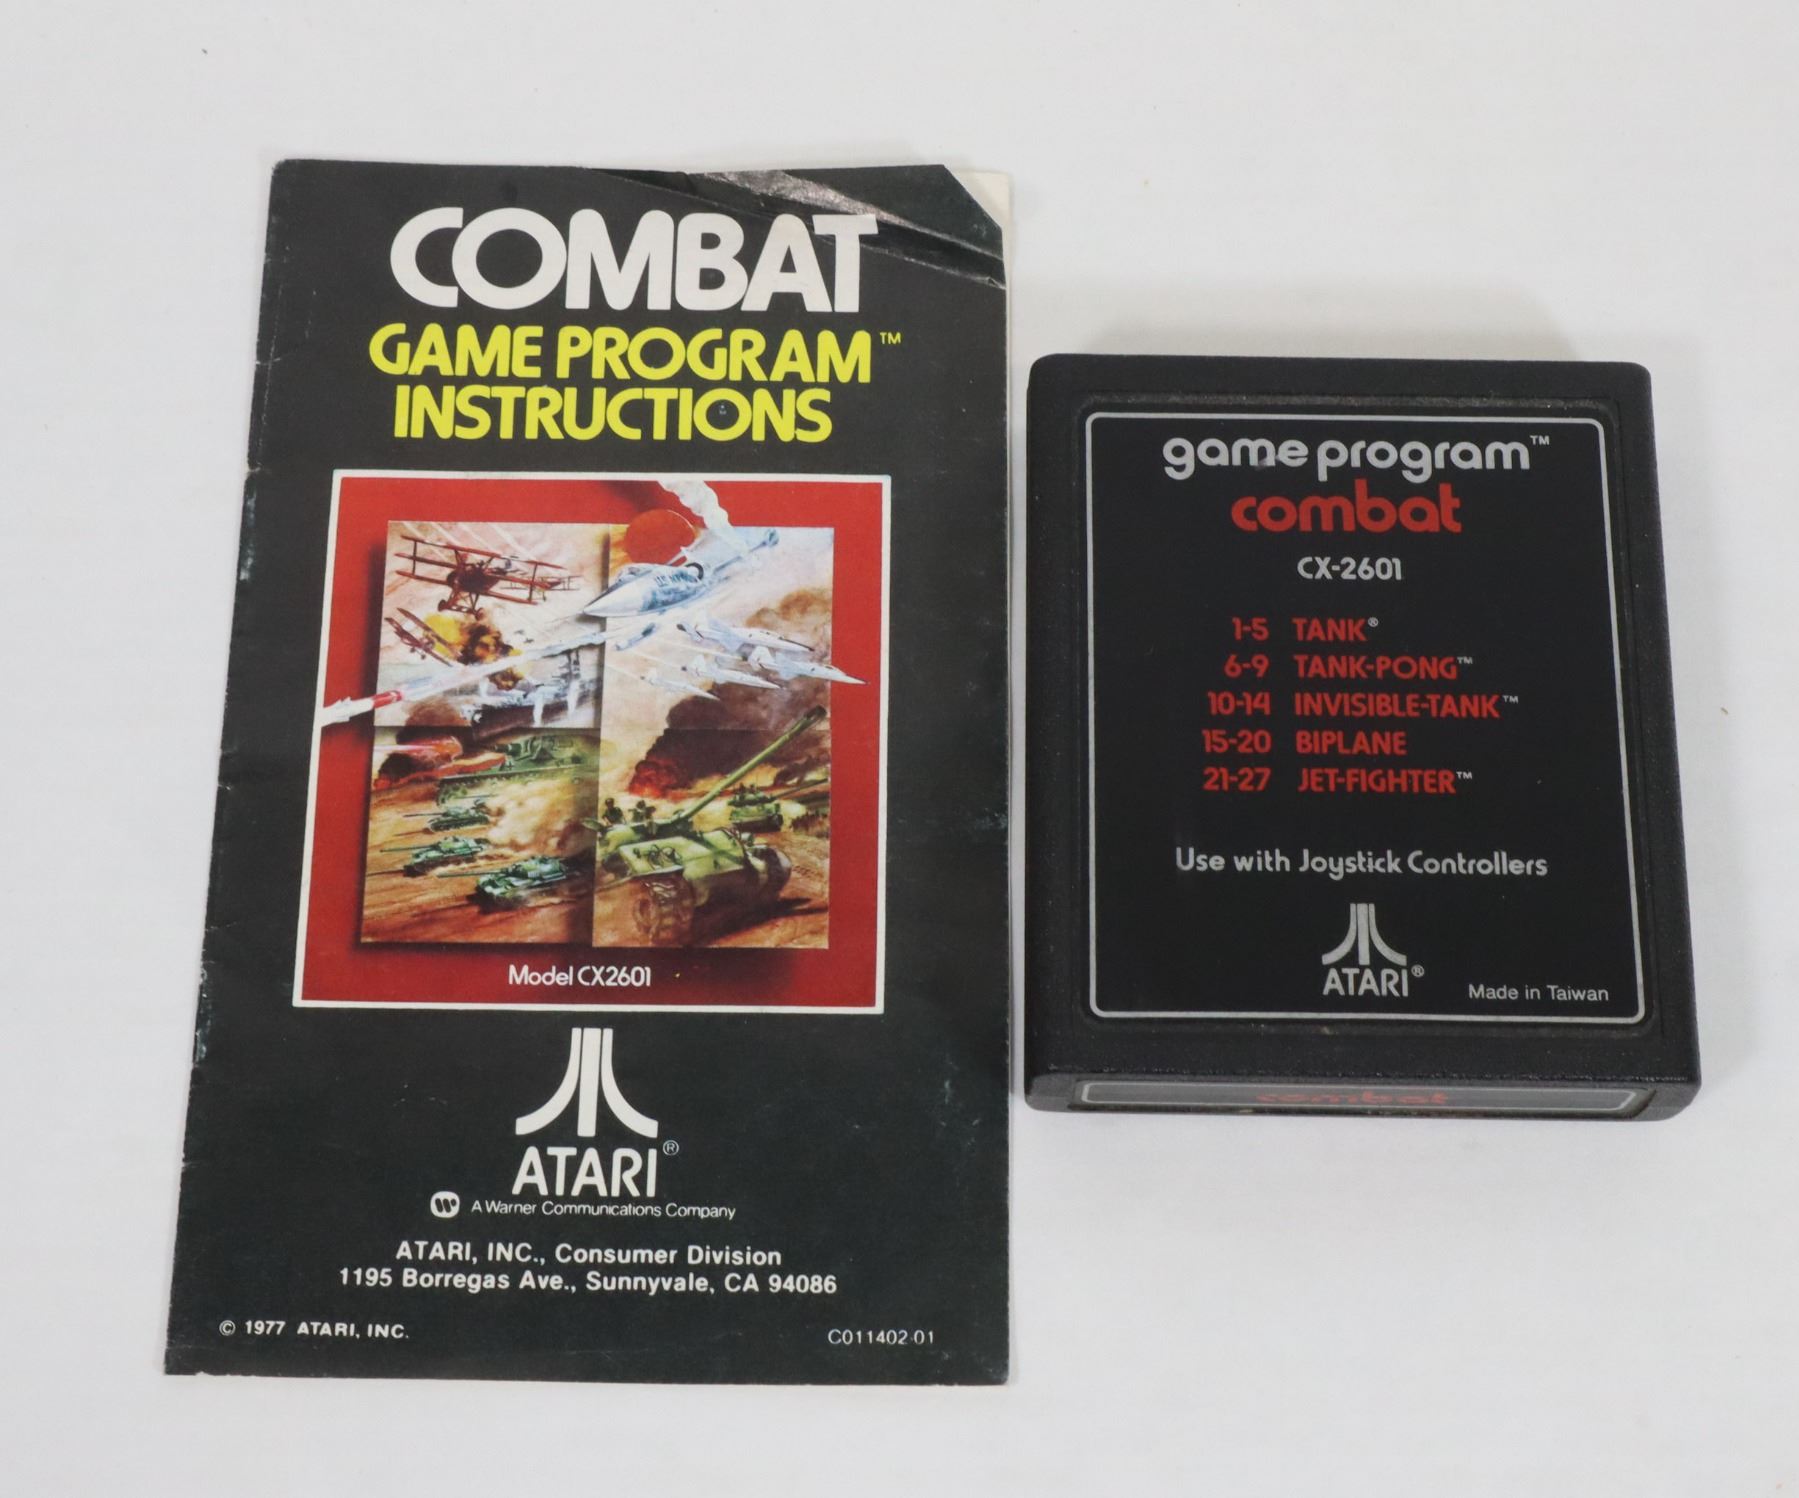 COMBAT
GAME PROGRAM™
INSTRUCTIONS
Model CX2601
ATARI®
A Warner Communications Company
ATARI, INC., Consumer Division
1195 Borregas Ave., Sunnyvale, CA 94086
© 1977 ATARI, INC.
C011402-01
game program™
combat
CX-2601
1-5 TANK®
6-9 TANK-PONG™
10-14 INVISIBLE-TANK™
15-20 BIPLANE
21-27 JET-FIGHTER™
Use with Joystick Controllers
ATARI®
Made in Taiwan
combat